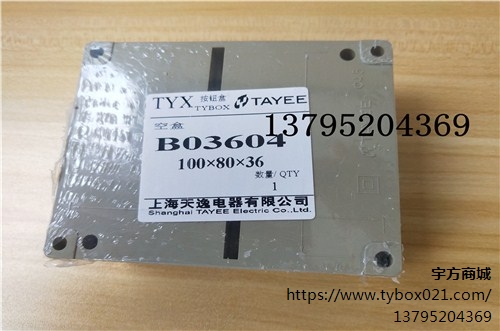 TYX 按钮盒 TAYEE
TYBOX
空盒
B03604
13795204369
100×80×36
数量/QTY
1
上海天逸电器有限公司
Shanghai TAYEE Electric Co.,Ltd.
宇方商城
https://www.tybox021.com/
13795204369